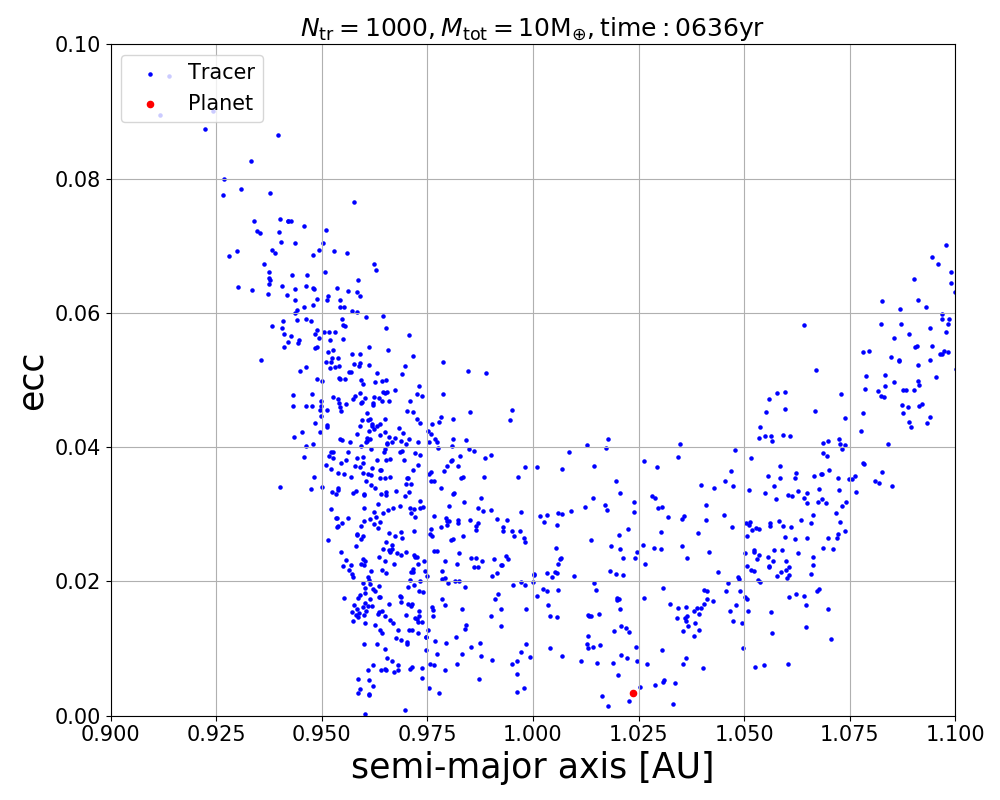 N_tr = 1000, M_tot = 10M_⊕, time : 0636yr
ecc
0.10
0.08
0.06
0.04
0.02
0.00
Tracer
Planet
0.900 0.925 0.950 0.975 1.000 1.025 1.050 1.075 1.100
semi-major axis [AU]